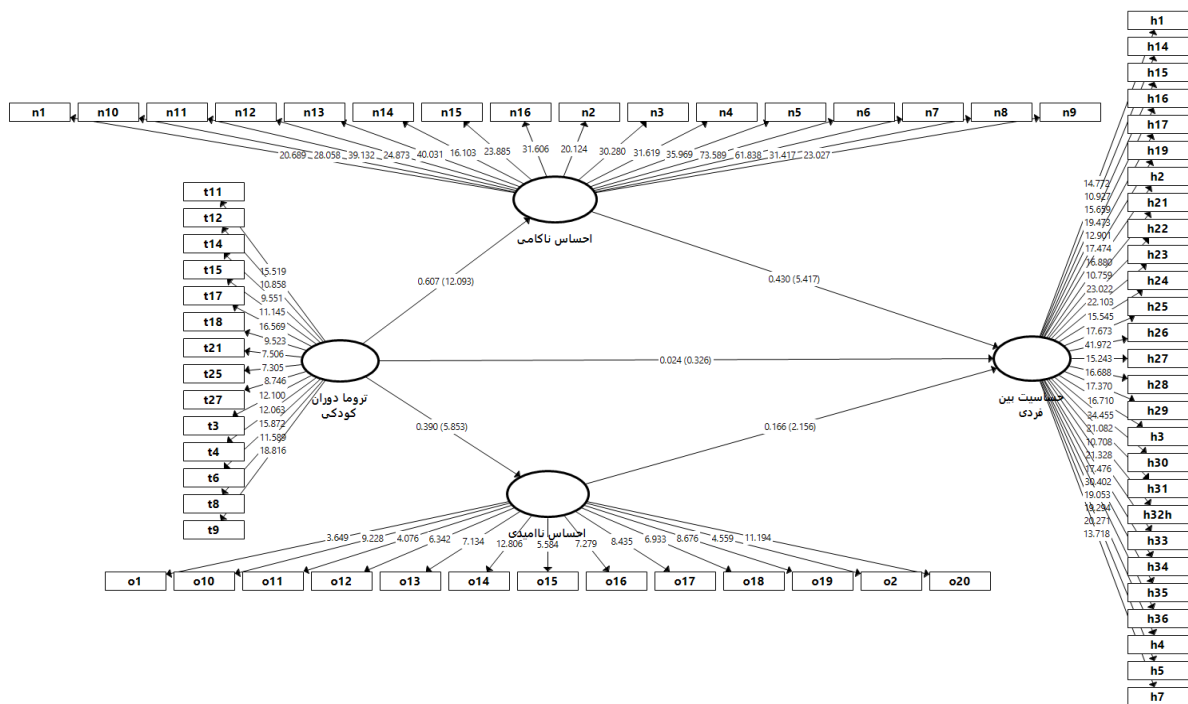 h1
h14
h15
h16
h17
h19
h2
h21
h22
h23
h24
h25
h26
h27
h28
h29
h3
h30
h31
h32h
h33
h34
h35
h36
h4
h5
h7
n1 n10 n11 n12 n13 n14 n15 n16 n2 n3 n4 n5 n6 n7 n8 n9
20.689 28.058 39.132 24.873 40.031 16.103 23.885 31.606 20.124 30.280 31.619 35.969 73.589 61.838 31.417 23.027
احساس ناکامی
t11
t12
t14
t15
t17
t18
t21
t25
t27
t3
t4
t6
t8
t9
15.519
10.858
9.551
11.145
16.569
9.523
7.506
7.305
8.746
12.100
12.063
15.872
11.589
18.816
تروما دوران
کودکی
0.607 (12.093)
0.430 (5.417)
0.024 (0.326)
0.390 (5.853)
0.166 (2.156)
14.772
10.927
15.659
19.473
12.901
17.474
16.880
10.759
23.022
22.103
15.545
17.673
41.972
15.243
16.688
17.370
16.710
34.455
21.082
10.708
21.328
17.476
30.402
19.053
19.294
20.271
13.718
حساسیت بین
فردی
احساس ناامیدی
3.649 9.228 4.076 6.342 7.134 12.806 5.584 7.279 8.435 6.933 8.676 4.559 11.194
o1 o10 o11 o12 o13 o14 o15 o16 o17 o18 o19 o2 o20